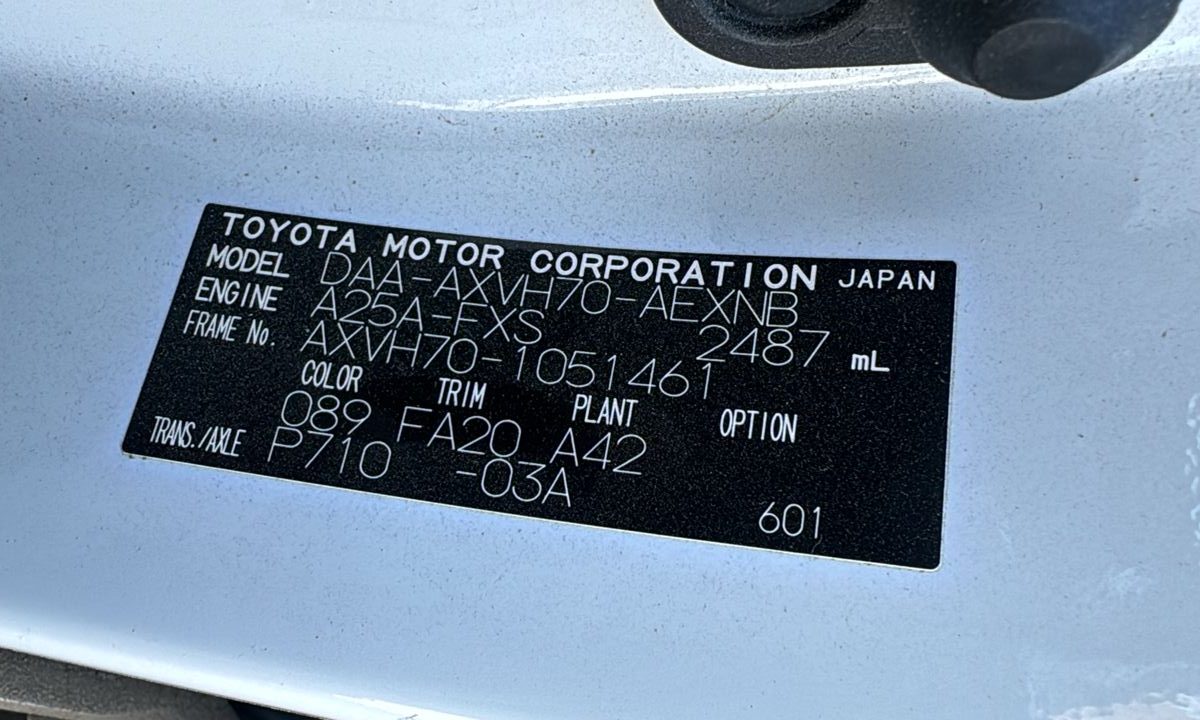 TOYOTA MOTOR CORPORATION JAPAN
MODEL DAA-AXVH70-AEXNB
ENGINE A25A-FXS 2487 mL
FRAME No. AXVH70-1051461
COLOR TRIM PLANT OPTION
089 FA20 A42
TRANS./AXLE P710 -03A
601